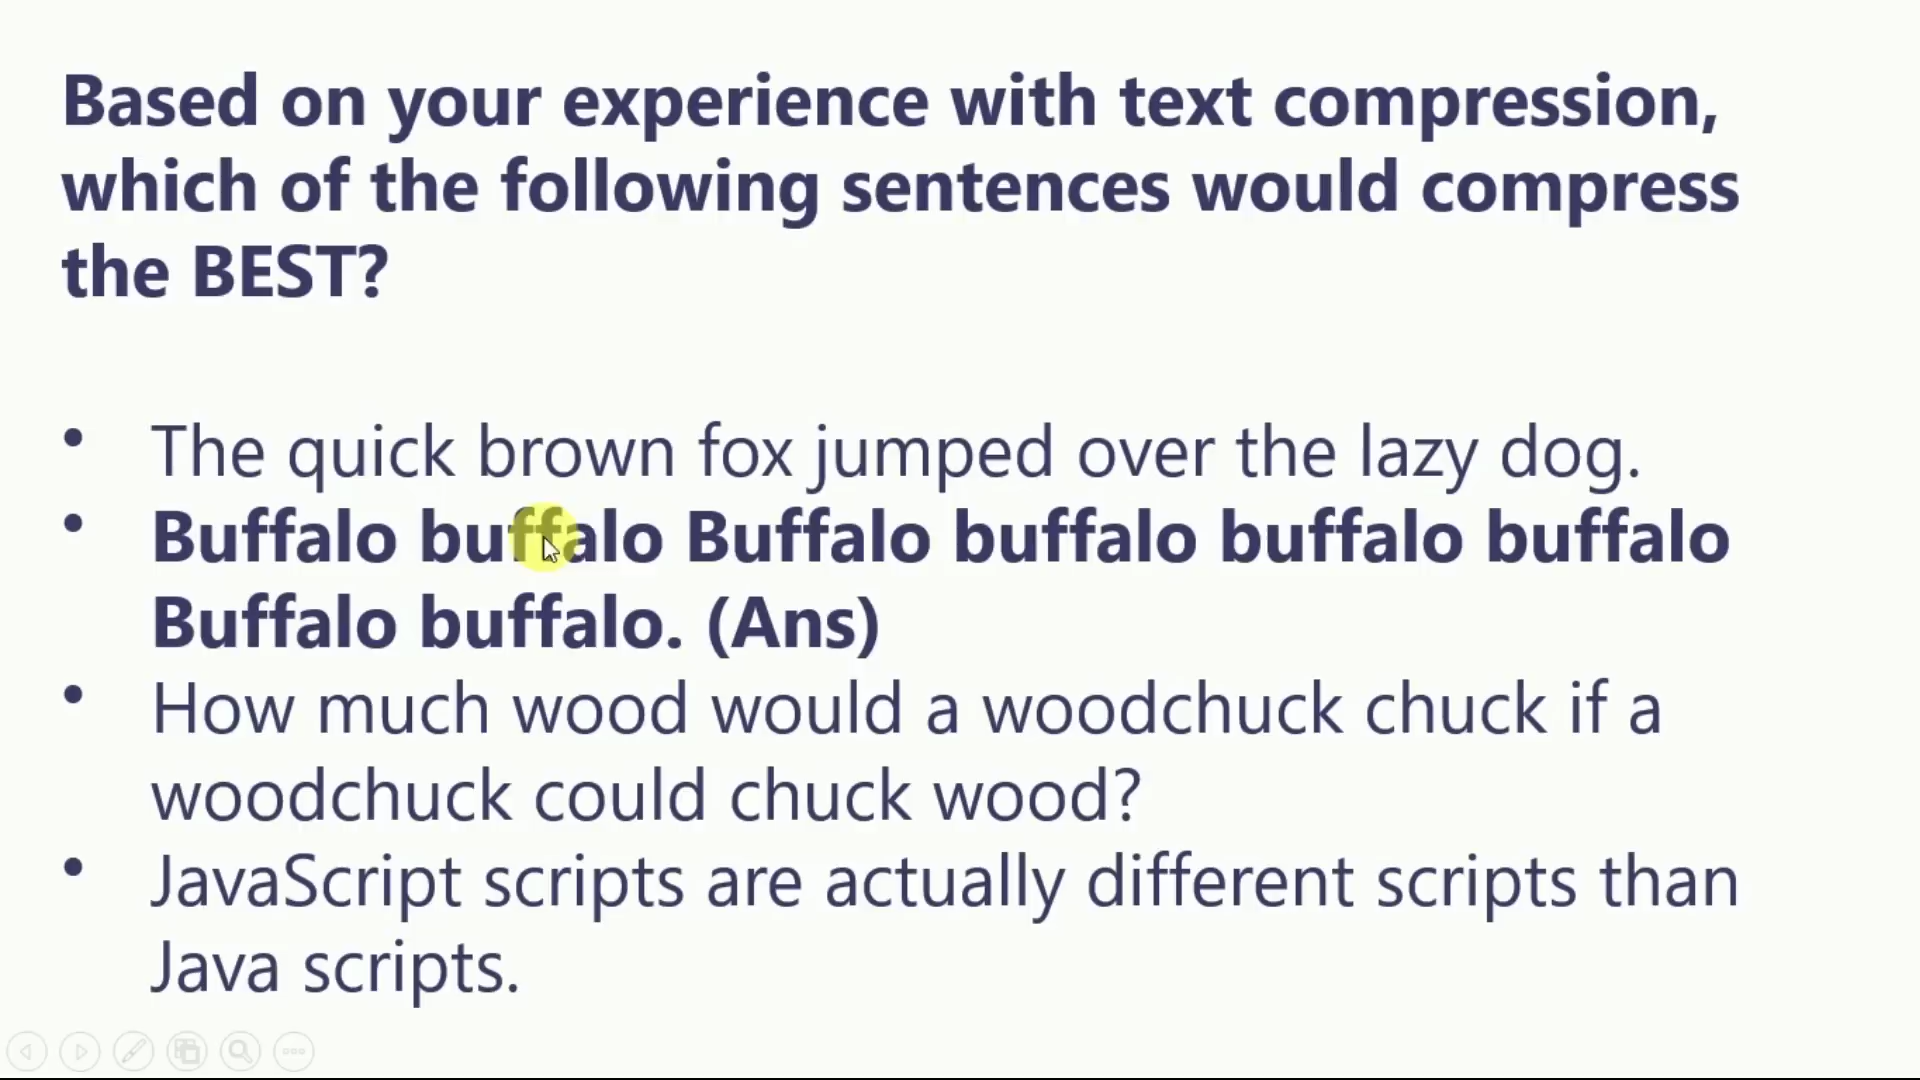 Based on your experience with text compression,
which of the following sentences would compress
the BEST?
• The quick brown fox jumped over the lazy dog.
• Buffalo buffalo Buffalo buffalo buffalo buffalo
Buffalo buffalo. (Ans)
• How much wood would a woodchuck chuck if a
woodchuck could chuck wood?
• JavaScript scripts are actually different scripts than
Java scripts.